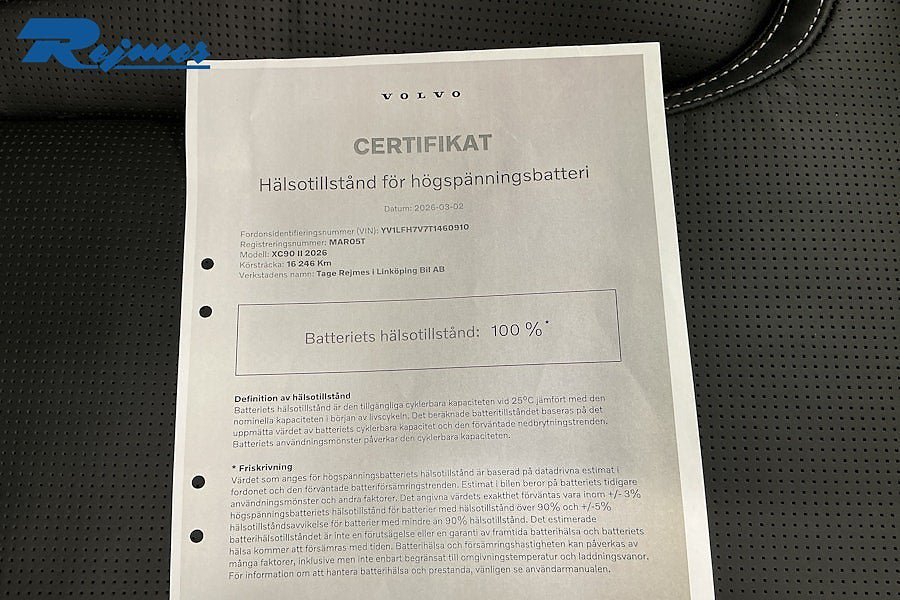 Rejmes
VOLVO
CERTIFIKAT
Hälsotillstånd för högspänningsbatteri
Datum: 2026-03-02
Fordonsidentifieringsnummer (VIN): YV1LFH7V7T1460910
Registreringsnummer: MAR05T
Modell: XC90 II 2026
Körsträcka: 16 246 Km
Verkstadens namn: Tage Rejmes i Linköping Bil AB
Batteriets hälsotillstånd: 100 %*
Definition av hälsotillstånd
Batteriets hälsotillstånd är den tillgängliga cyklerbara kapaciteten vid 25°C jämfört med den
nominella kapaciteten i början av livscykeln. Det beräknade batteritillståndet baseras på det
uppmätta värdet av batteriets cyklerbara kapacitet och den förväntade nedbrytningstrenden.
Batteriets användningsmönster påverkar den cyklerbara kapaciteten.
* Friskrivning
Värdet som anges för högspänningsbatteriets hälsotillstånd är baserad på datadrivna estimat i
fordonet och den förväntade batteriförsämringstrenden. Estimat i bilen beror på batteriets tidigare
användningsmönster och andra faktorer. Det angivna värdets exakthet förväntas vara inom +/- 3%
högspänningsbatteriets hälsotillstånd för batterier med hälsotillstånd över 90% och +/-5%
hälsotillståndsavvikelse för batterier med mindre än 90% hälsotillstånd. Det estimerade
batterihälsotillståndet är inte en förutsägelse eller en garanti av framtida batterihälsa och batteriets
hälsa kommer att försämras med tiden. Batterihälsa och försämringshastigheten kan påverkas av
många faktorer, inklusive men inte enbart begränsat till omgivningstemperatur och laddningsvanor.
För information om att hantera batterihälsa och prestanda, vänligen se användarmanualen.